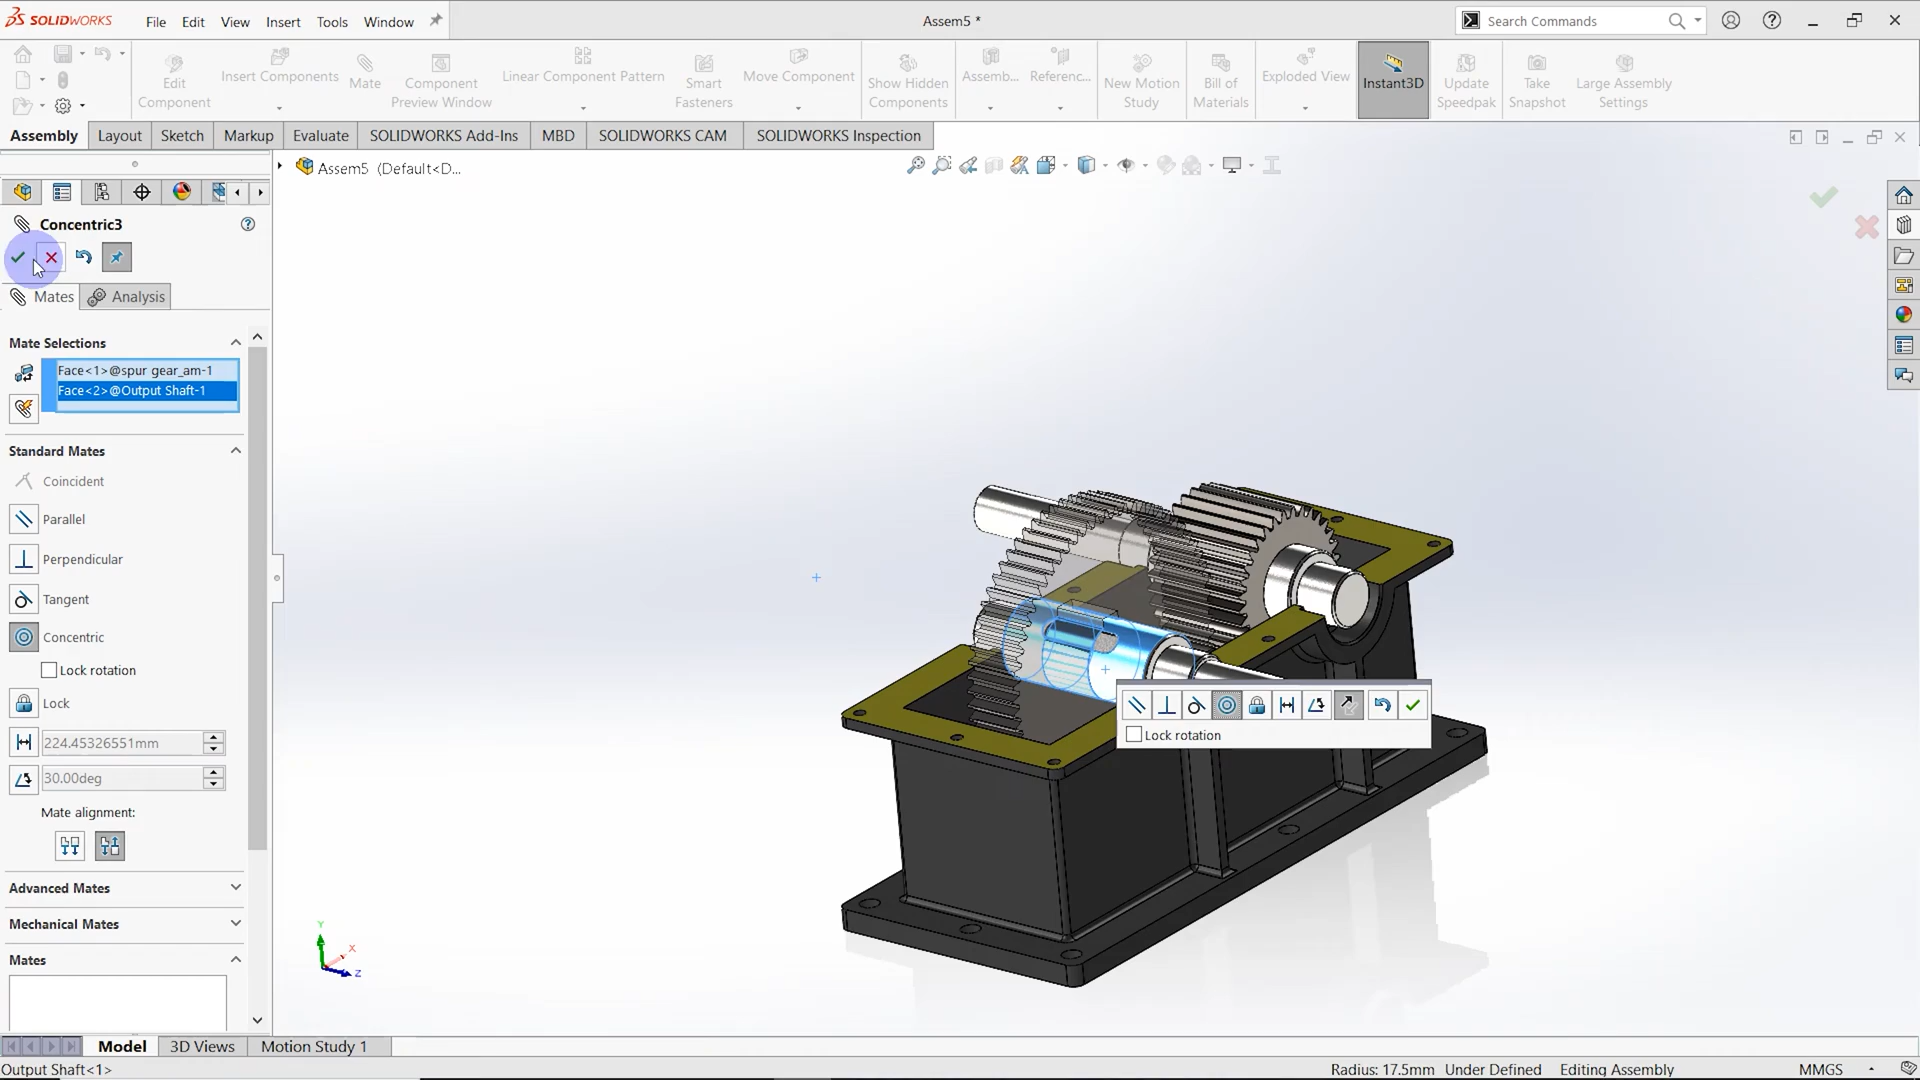 SOLIDWORKS
File Edit View Insert Tools Window
Assem5 *
Search Commands
Edit Component
Insert Components
Mate
Component Preview Window
Linear Component Pattern
Smart Fasteners
Move Component
Show Hidden Components
Assemb...
Referenc...
New Motion Study
Bill of Materials
Exploded View
Instant3D
Update Speedpak
Take Snapshot
Large Assembly Settings
Assembly Layout Sketch Markup Evaluate SOLIDWORKS Add-Ins MBD SOLIDWORKS CAM SOLIDWORKS Inspection
Assem5 (Default<D...
Concentric3
Mates Analysis
Mate Selections
Face<1>@spur gear_am-1
Face<2>@Output Shaft-1
Standard Mates
Coincident
Parallel
Perpendicular
Tangent
Concentric
Lock rotation
Lock
224.45326551mm
30.00deg
Mate alignment:
Advanced Mates
Mechanical Mates
Mates
Lock rotation
Y
X
Z
Model 3D Views Motion Study 1
Output Shaft<1>
Radius: 17.5mm Under Defined Editing Assembly MMGS